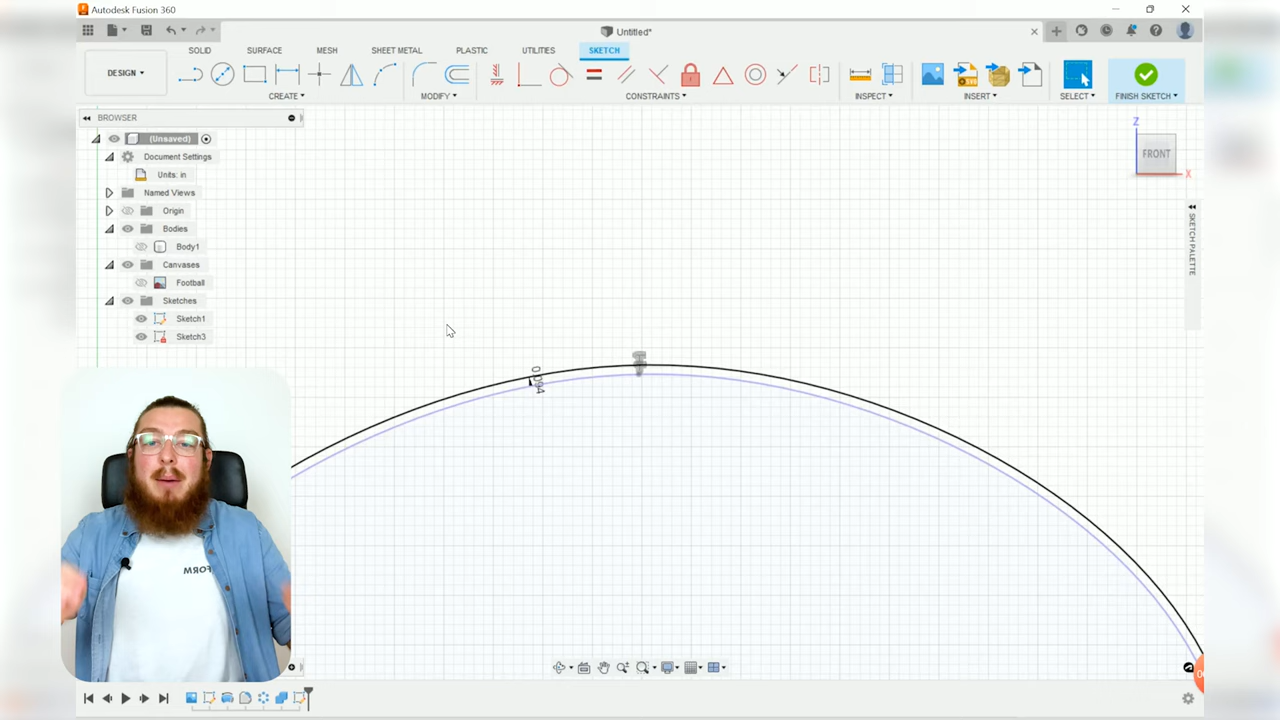 Autodesk Fusion 360
Untitled*
SOLID SURFACE MESH SHEET METAL PLASTIC UTILITIES SKETCH
DESIGN
CREATE MODIFY CONSTRAINTS INSPECT INSERT SELECT FINISH SKETCH
BROWSER
(Unsaved)
Document Settings
Units: in
Named Views
Origin
Bodies
Body1
Canvases
Football
Sketches
Sketch1
Sketch3
Z
FRONT
X
SKETCH PALETTE
0.094